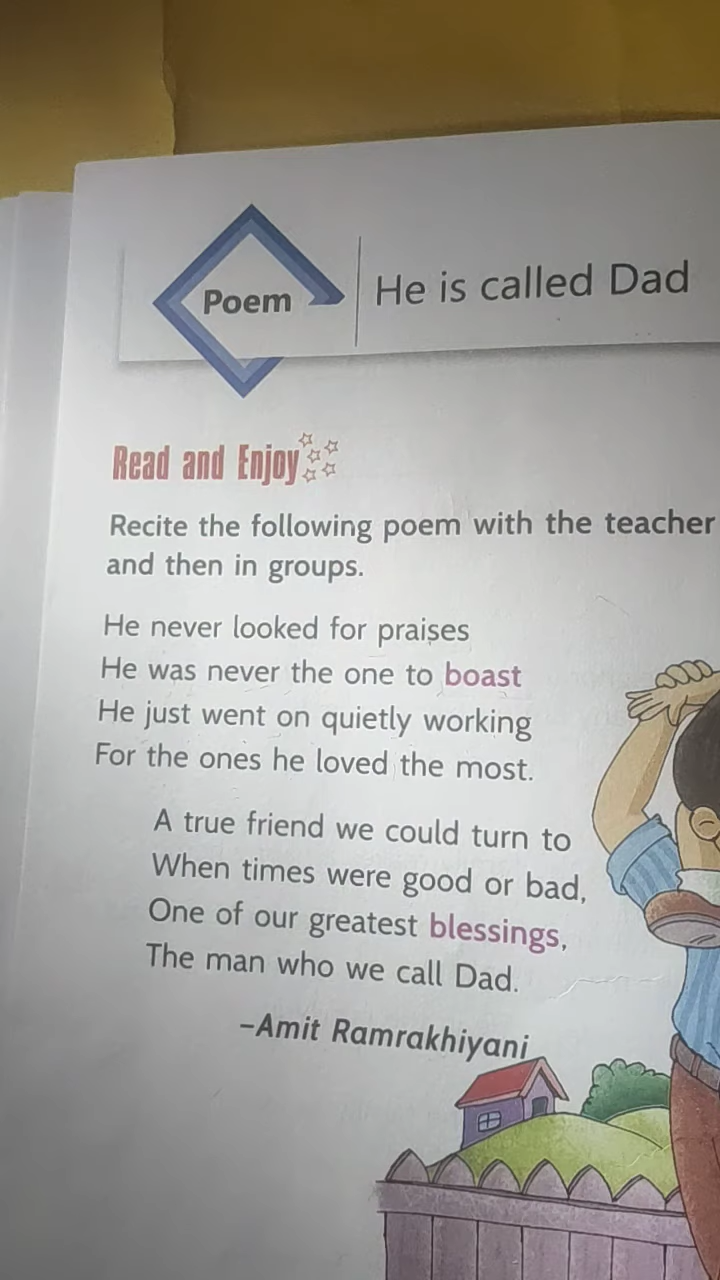 Poem
He is called Dad
Read and Enjoy
Recite the following poem with the teacher
and then in groups.
He never looked for praises
He was never the one to boast
He just went on quietly working
For the ones he loved the most.
A true friend we could turn to
When times were good or bad,
One of our greatest blessings,
The man who we call Dad.
–Amit Ramrakhiyani